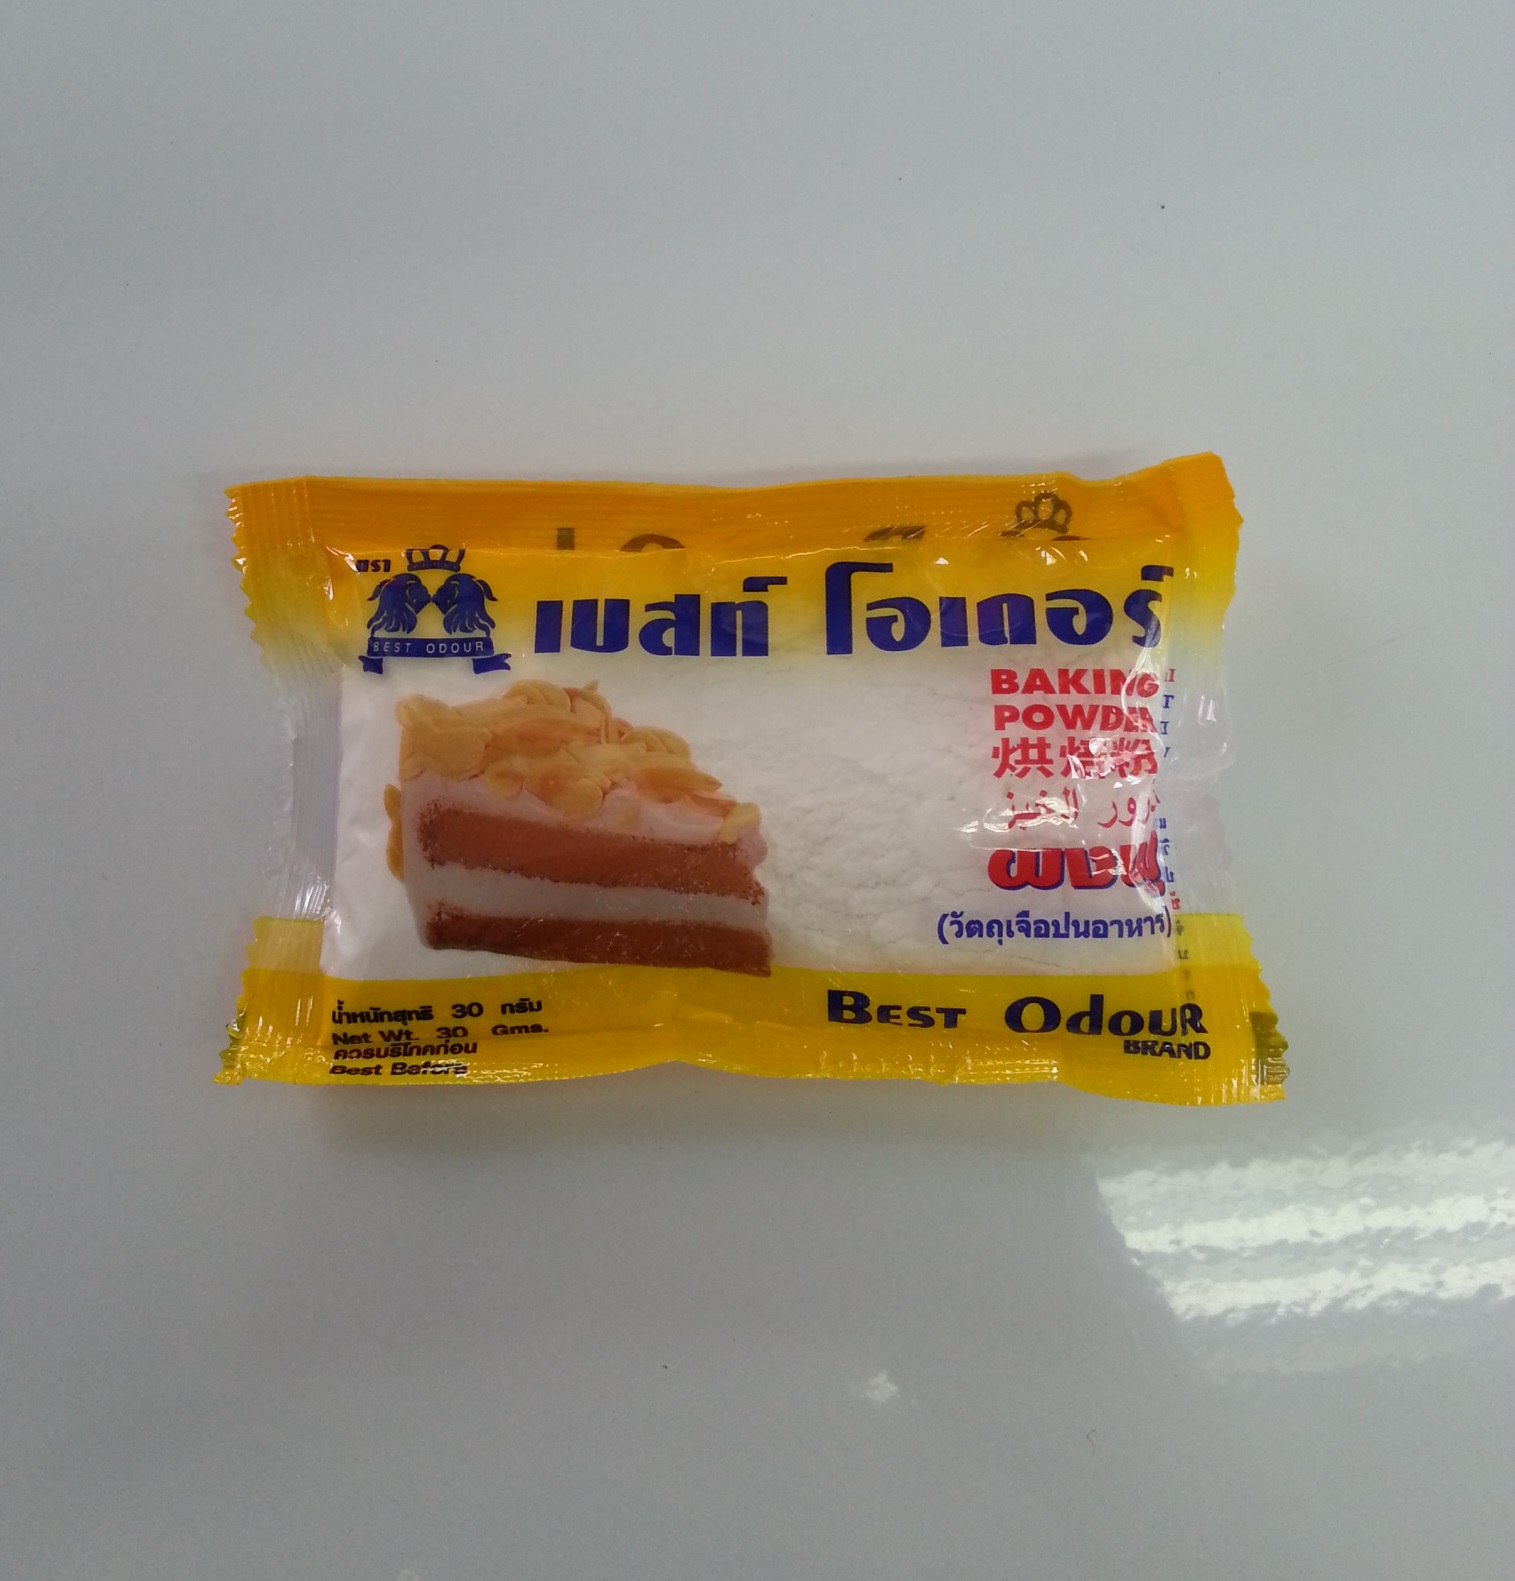 ตรา
BEST ODOUR
เบสท์ โอเดอร์
BAKING
POWDER
烘焙粉
الخبز
ผงฟู
(วัตถุเจือปนอาหาร)
น้ำหนักสุทธิ 30 กรัม
Net Wt. 30 Gms.
ควรบริโภคก่อน
Best Before
BEST OdoUR
BRAND